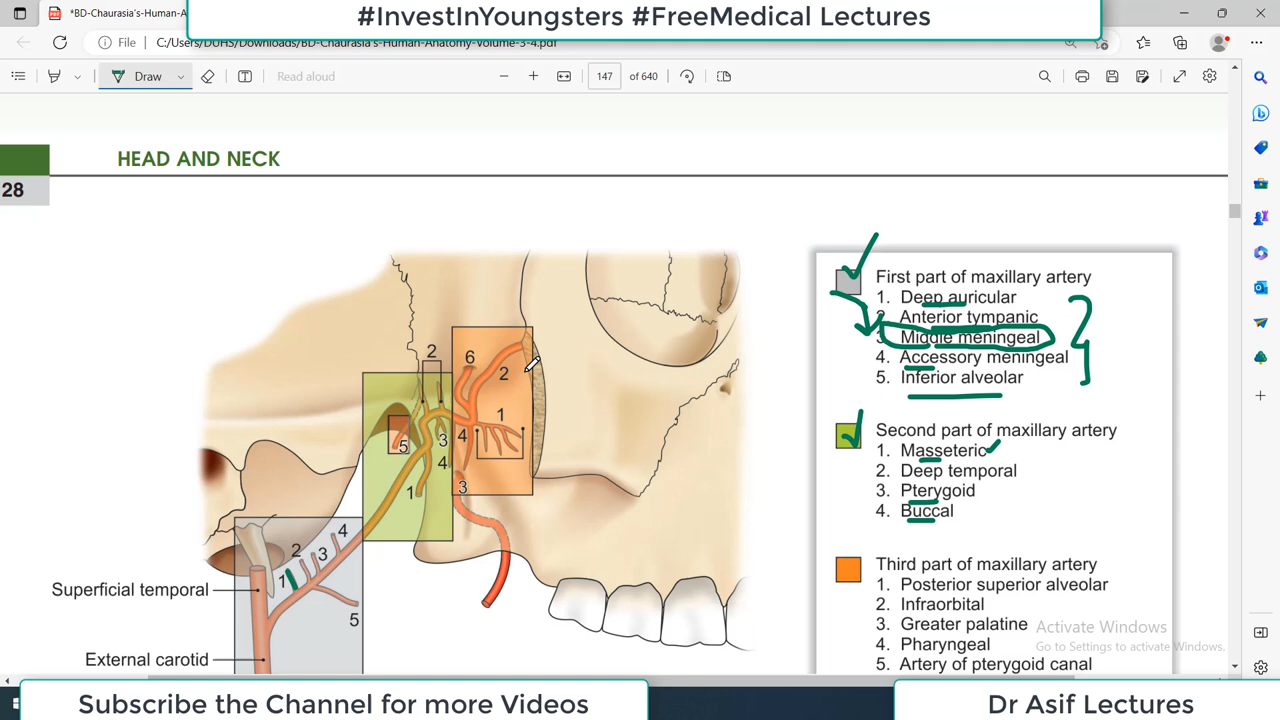 #InvestInYoungsters #FreeMedical Lectures
*BD-Chaurasia's-Human-A
File
C:/Users/DUHS/Downloads/BD-Chaurasia's-Human-Anatomy-Volume-3-4.pdf
Draw
Read aloud
147
of 640
HEAD AND NECK
28
First part of maxillary artery
1. Deep auricular
2. Anterior tympanic
3. Middle meningeal
4. Accessory meningeal
5. Inferior alveolar
Second part of maxillary artery
1. Masseteric
2. Deep temporal
3. Pterygoid
4. Buccal
Third part of maxillary artery
1. Posterior superior alveolar
2. Infraorbital
3. Greater palatine
4. Pharyngeal
5. Artery of pterygoid canal
2
6
2
1
5
3
4
4
1
3
4
2
3
1
5
Superficial temporal
External carotid
Activate Windows
Go to Settings to activate Windows.
Subscribe the Channel for more Videos
Dr Asif Lectures